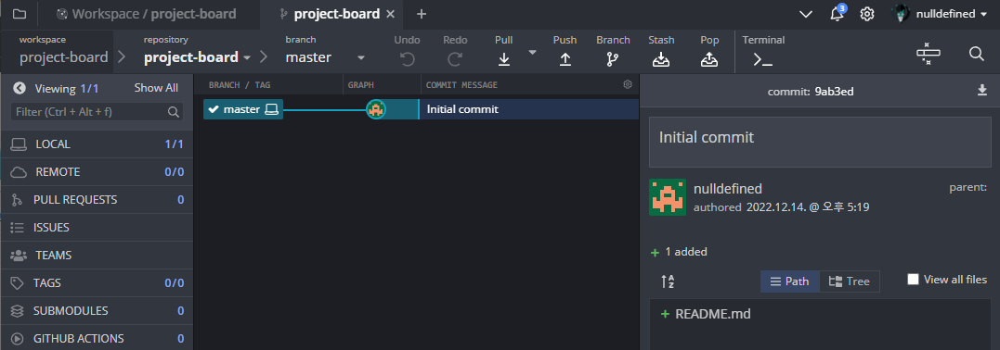 Workspace / project-board
project-board
3
nulldefined
workspace
project-board
repository
project-board
branch
master
Undo
Redo
Pull
Push
Branch
Stash
Pop
Terminal
Viewing 1/1
Show All
Filter (Ctrl + Alt + f)
LOCAL 1/1
REMOTE 0/0
PULL REQUESTS 0
ISSUES
TEAMS
TAGS 0/0
SUBMODULES 0
GITHUB ACTIONS 0
BRANCH / TAG GRAPH COMMIT MESSAGE
master Initial commit
commit: 9ab3ed
Initial commit
nulldefined
parent:
authored 2022.12.14. @ 오후 5:19
+ 1 added
Path Tree
View all files
+ README.md